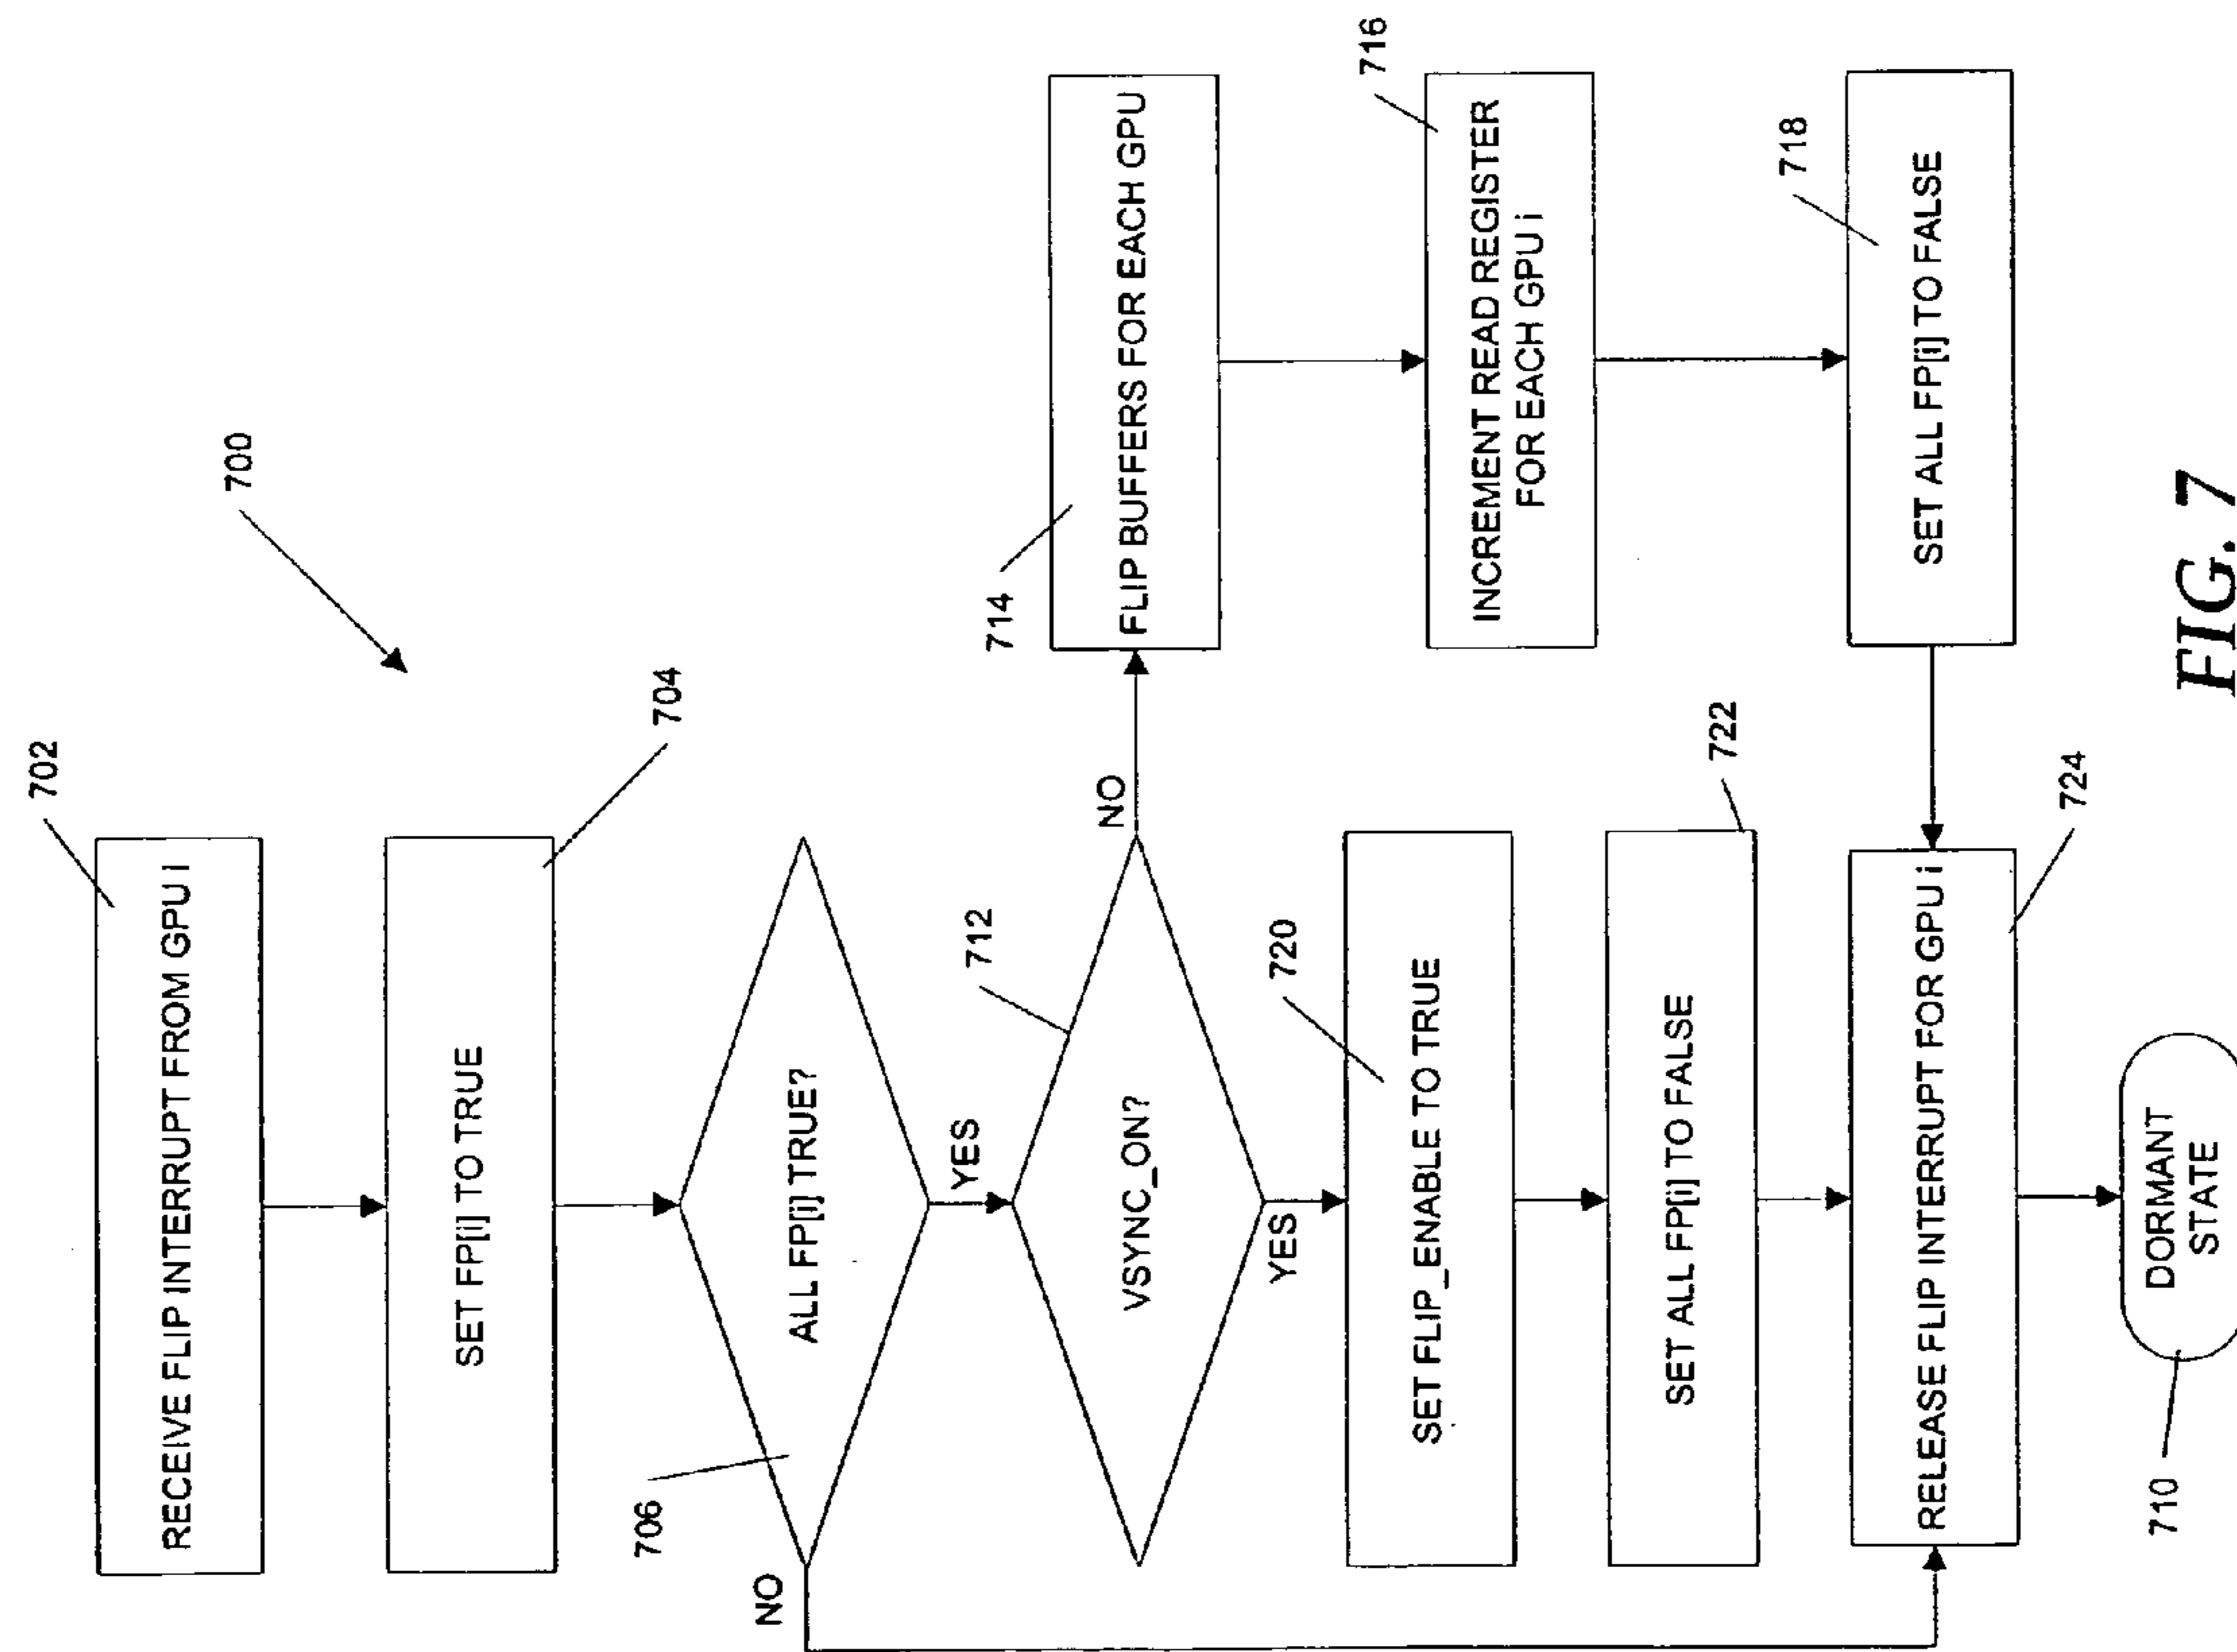 700
702
RECEIVE FLIP INTERRUPT FROM GPU i
SET FP[i] TO TRUE
704
706
ALL FP[i] TRUE?
NO
YES
712
VSYNC_ON?
NO
YES
714
FLIP BUFFERS FOR EACH GPU
716
INCREMENT READ REGISTER
FOR EACH GPU i
718
SET ALL FP[i] TO FALSE
720
SET FLIP_ENABLE TO TRUE
722
SET ALL FP[i] TO FALSE
RELEASE FLIP INTERRUPT FOR GPU i
724
710
DORMANT
STATE
FIG. 7